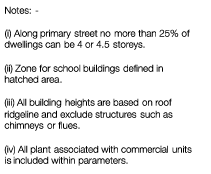 Notes: -
(i) Along primary street no more than 25% of
dwellings can be 4 or 4.5 storeys.
(ii) Zone for school buildings defined in
hatched area.
(iii) All building heights are based on roof
ridgeline and exclude structures such as
chimneys or flues.
(iv) All plant associated with commercial units
is included within parameters.